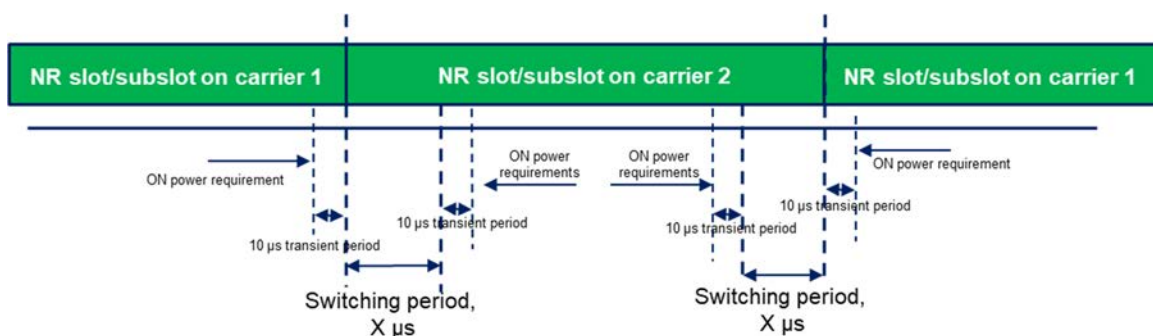 NR slot/subslot on carrier 1
NR slot/subslot on carrier 2
NR slot/subslot on carrier 1
ON power requirement
10 µs transient period
ON power
requirements
10 µs transient period
Switching period,
X µs
ON power
requirements
10 µs transient period
ON power requirement
10 µs transient period
Switching period,
X µs